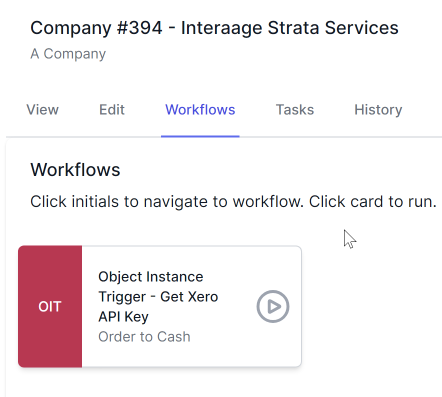 Company #394 - Interaage Strata Services
A Company
View Edit Workflows Tasks History
Workflows
Click initials to navigate to workflow. Click card to run.
OIT
Object Instance
Trigger - Get Xero
API Key
Order to Cash